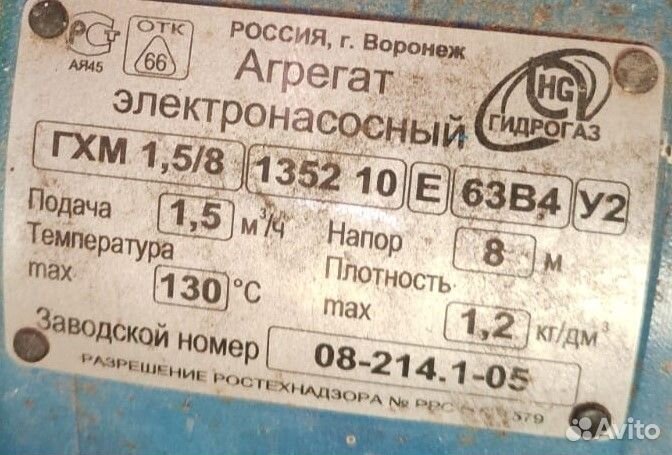 РОССИЯ, г. Воронеж
РСт
АЯ45
ОТК
66
Агрегат
электронасосный
HG
ГИДРОГАЗ
ГХМ 1,5/8 1352 10 Е 63В4 У2
Подача 1,5 м³/ч Напор 8 м
Температура max 130 °С Плотность max 1,2 кг/дм³
Заводской номер 08-214.1-05
РАЗРЕШЕНИЕ РОСТЕХНАДЗОРА № РРС
Avito